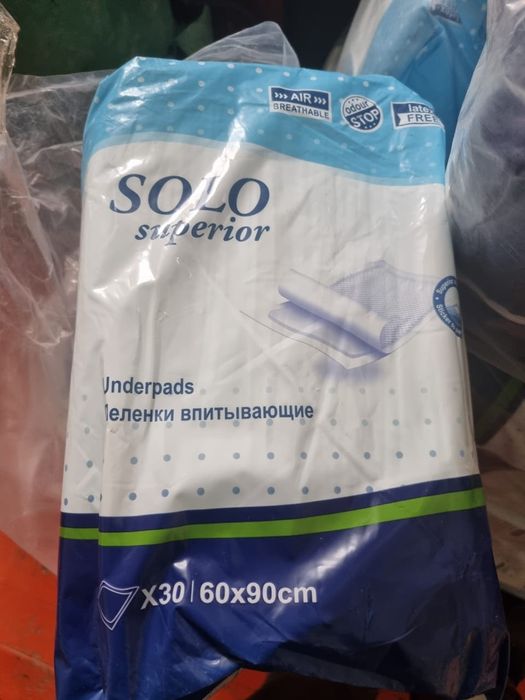 ››› AIR ›››
BREATHABLE
odour
STOP
latex
FREE
SOLO
superior
Underpads
Пеленки впитывающие
X30 | 60x90cm